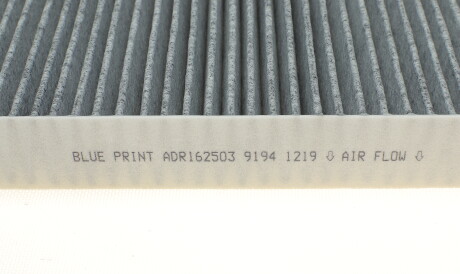 BLUE PRINT ADR162503 9194 1219 ⇩ AIR FLOW ⇩